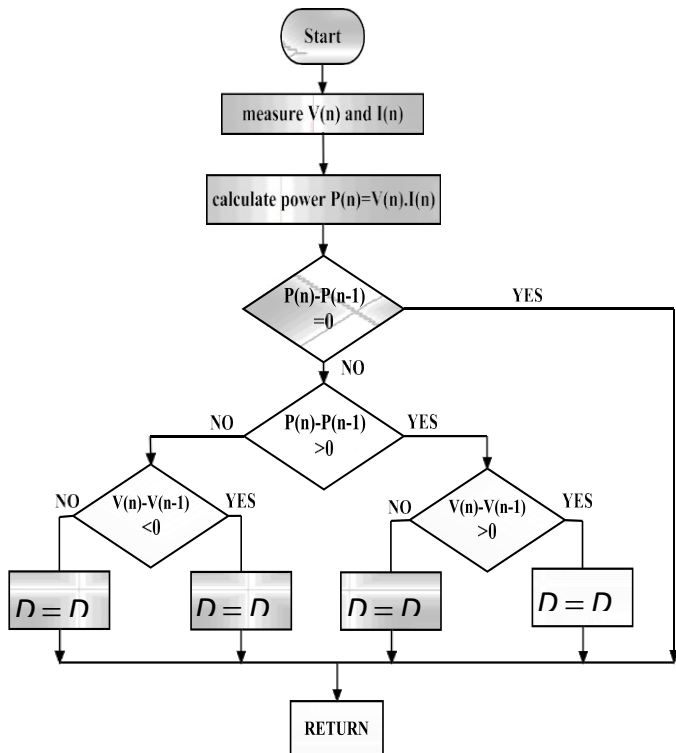 Start
measure V(n) and I(n)
calculate power P(n)=V(n).I(n)
P(n)-P(n-1)
=0
YES
NO
P(n)-P(n-1)
>0
NO
YES
V(n)-V(n-1)
<0
NO
YES
V(n)-V(n-1)
>0
NO
YES
D = D
D = D
D = D
D = D
RETURN